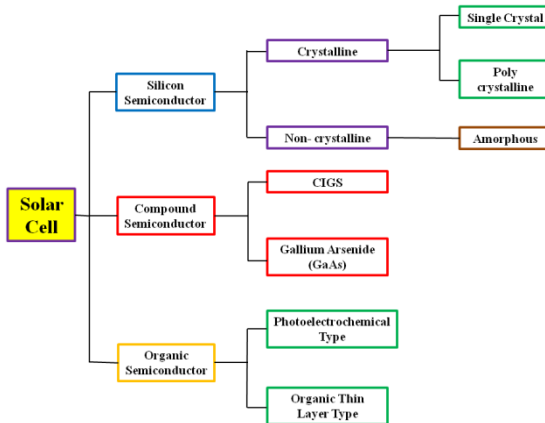 Single Crystal
Crystalline
Silicon
Semiconductor
Poly
crystalline
Non- crystalline
Amorphous
Solar
Cell
Compound
Semiconductor
CIGS
Gallium Arsenide
(GaAs)
Organic
Semiconductor
Photoelectrochemical
Type
Organic Thin
Layer Type